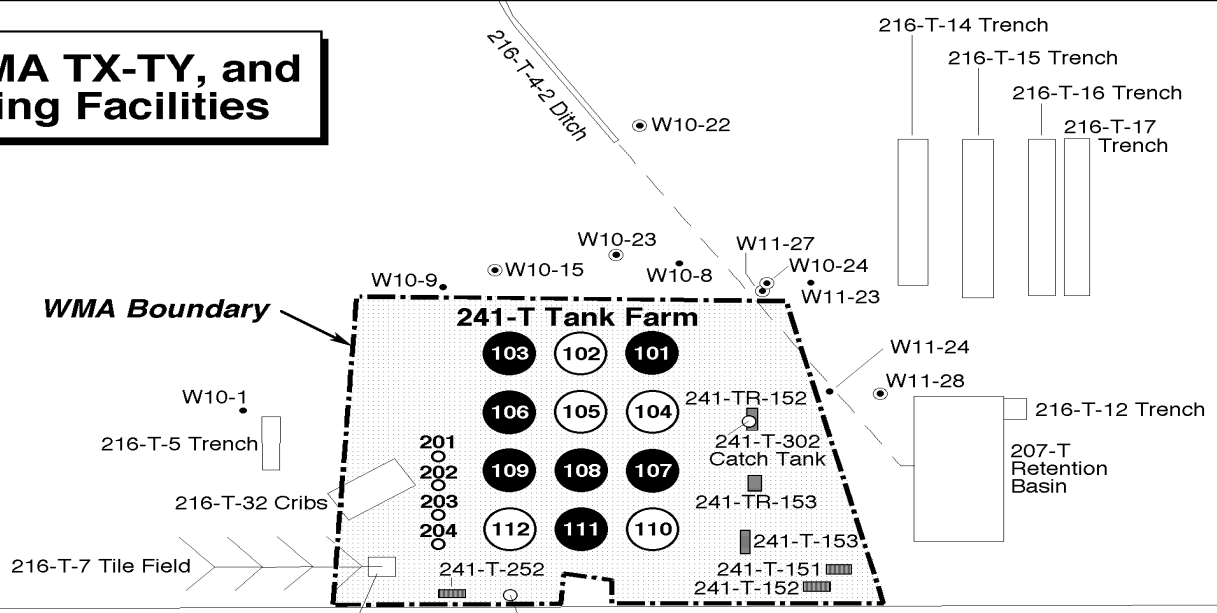 MA TX-TY, and
ing Facilities
216-T-4-2 Ditch
W10-22
216-T-14 Trench
216-T-15 Trench
216-T-16 Trench
216-T-17
Trench
W10-23
W11-27
W10-15
W10-8
W10-24
W10-9
W11-23
WMA Boundary
241-T Tank Farm
103
102
101
W11-24
W11-28
W10-1
106
105
104
241-TR-152
216-T-12 Trench
216-T-5 Trench
201
241-T-302
Catch Tank
207-T
Retention
Basin
202
109
108
107
216-T-32 Cribs
203
241-TR-153
204
112
111
110
241-T-153
216-T-7 Tile Field
241-T-252
241-T-151
241-T-152